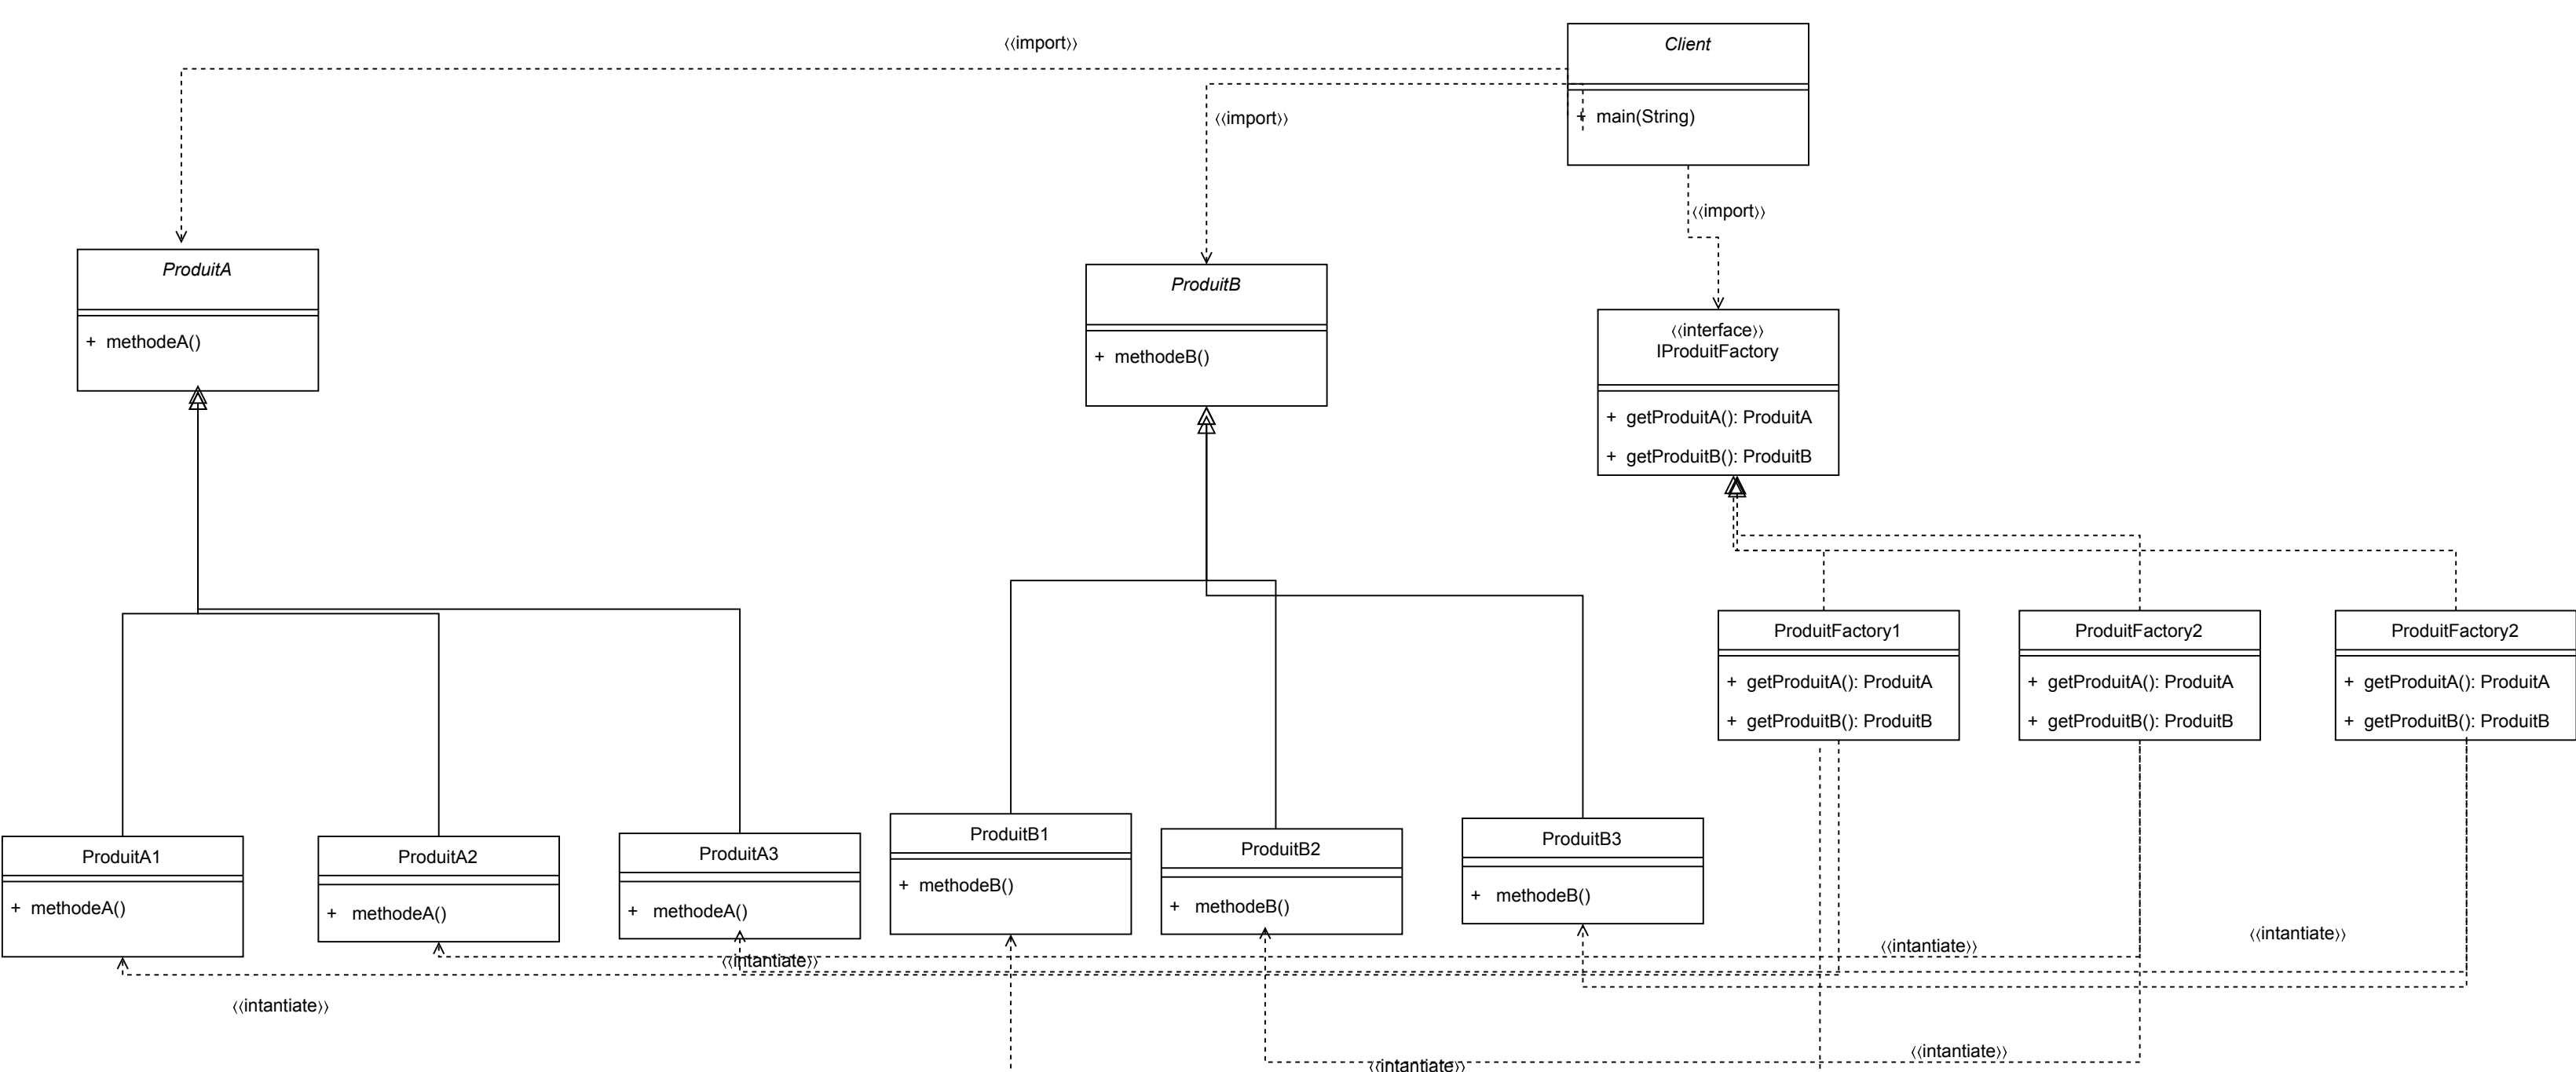 ⟨⟨import⟩⟩
Client
+ main(String)
⟨⟨import⟩⟩
⟨⟨import⟩⟩
ProduitA
+ methodeA()
ProduitB
+ methodeB()
⟨⟨interface⟩⟩
IProduitFactory
+ getProduitA(): ProduitA
+ getProduitB(): ProduitB
ProduitFactory1
+ getProduitA(): ProduitA
+ getProduitB(): ProduitB
ProduitFactory2
+ getProduitA(): ProduitA
+ getProduitB(): ProduitB
ProduitFactory2
+ getProduitA(): ProduitA
+ getProduitB(): ProduitB
ProduitA1
+ methodeA()
ProduitA2
+ methodeA()
ProduitA3
+ methodeA()
ProduitB1
+ methodeB()
ProduitB2
+ methodeB()
ProduitB3
+ methodeB()
⟨⟨intantiate⟩⟩
⟨⟨intantiate⟩⟩
⟨⟨intantiate⟩⟩
⟨⟨intantiate⟩⟩
⟨⟨intantiate⟩⟩
⟨⟨intantiate⟩⟩